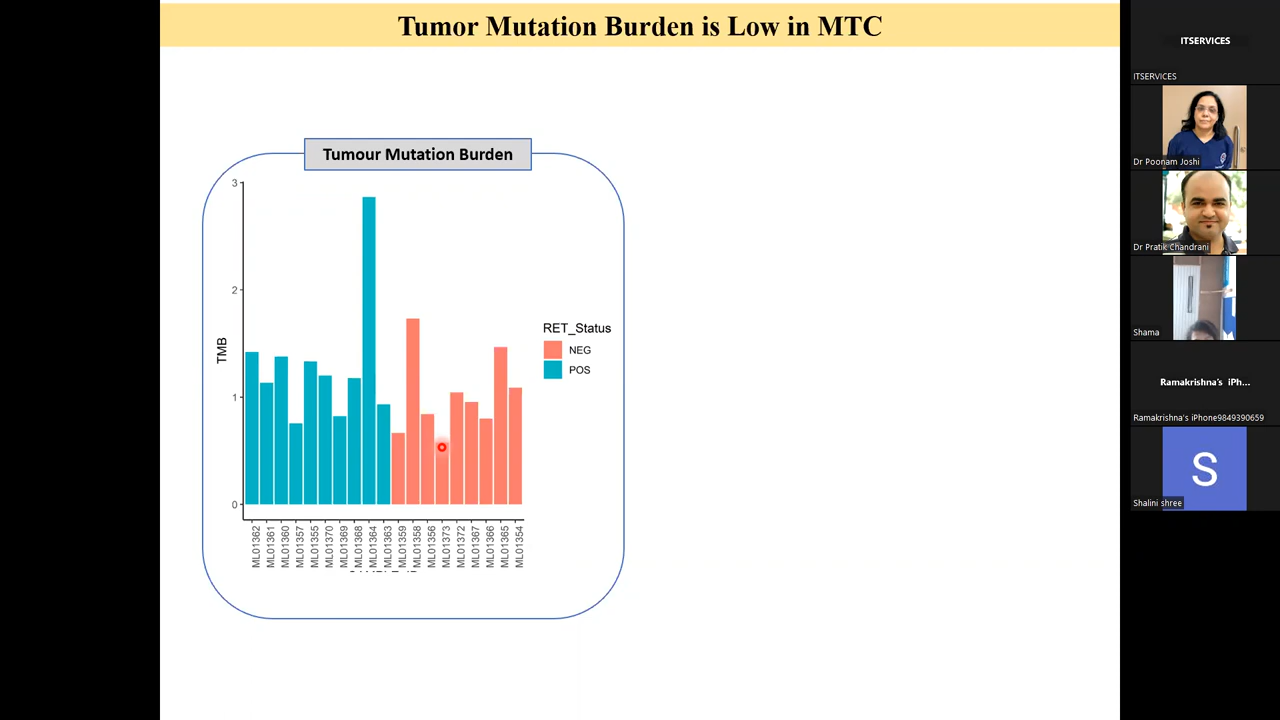 Tumor Mutation Burden is Low in MTC
Tumour Mutation Burden
3
2
1
0
TMB
RET_Status
NEG
POS
ML01362
ML01361
ML01360
ML01357
ML01355
ML01370
ML01369
ML01368
ML01364
ML01363
ML01359
ML01358
ML01356
ML01373
ML01372
ML01367
ML01366
ML01365
ML01354
ITSERVICES
ITSERVICES
Dr Poonam Joshi
Dr Pratik Chandrani
Shama
Ramakrishna's iPh...
Ramakrishna's iPhone9849390659
S
Shalini shree